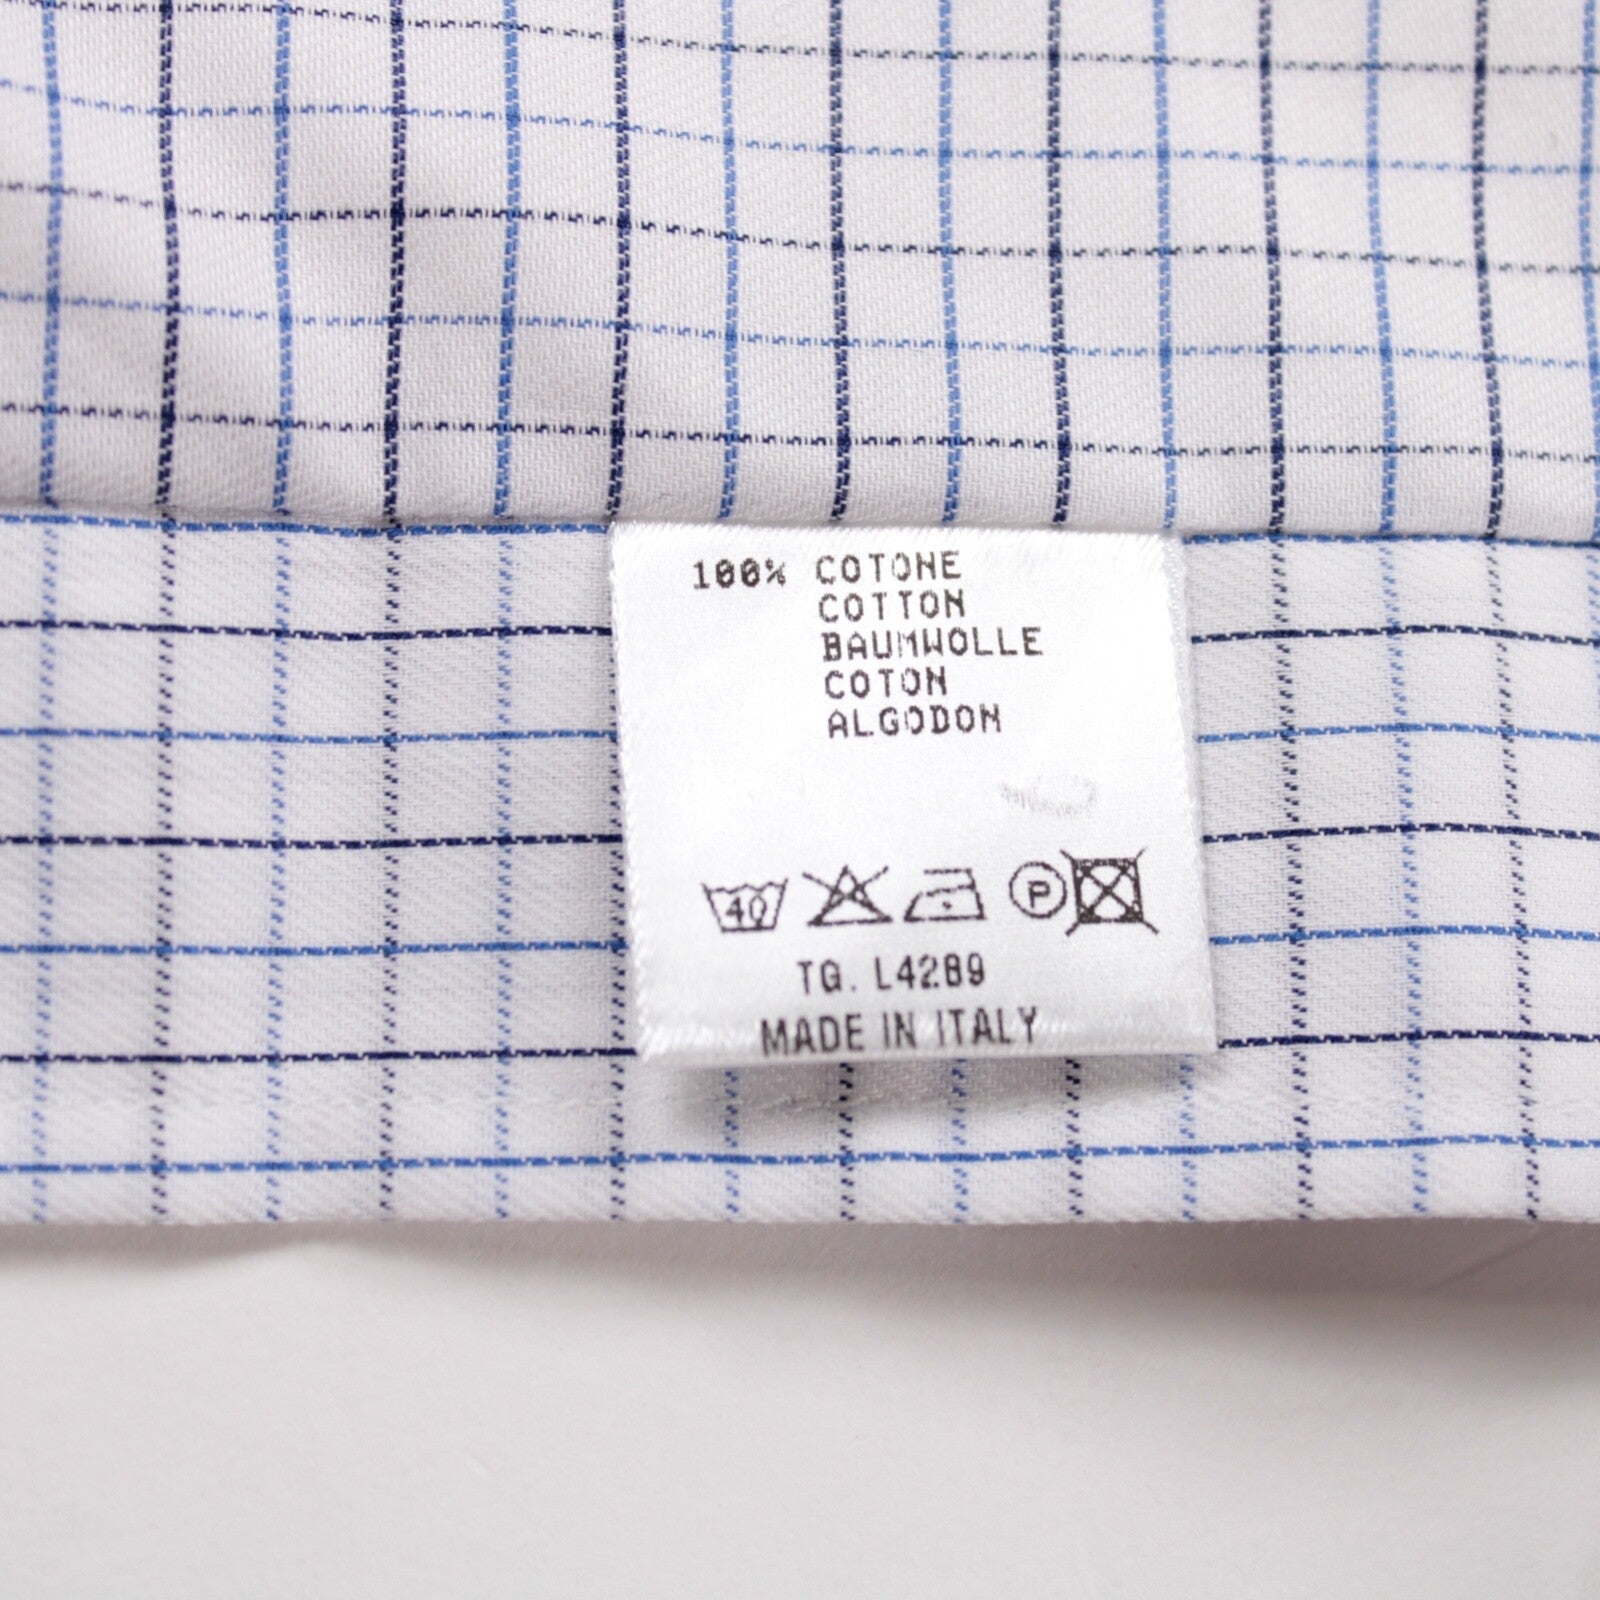 100% COTONE
COTTON
BAUMWOLLE
COTON
ALGODON
40 P
TG. L4289
MADE IN ITALY